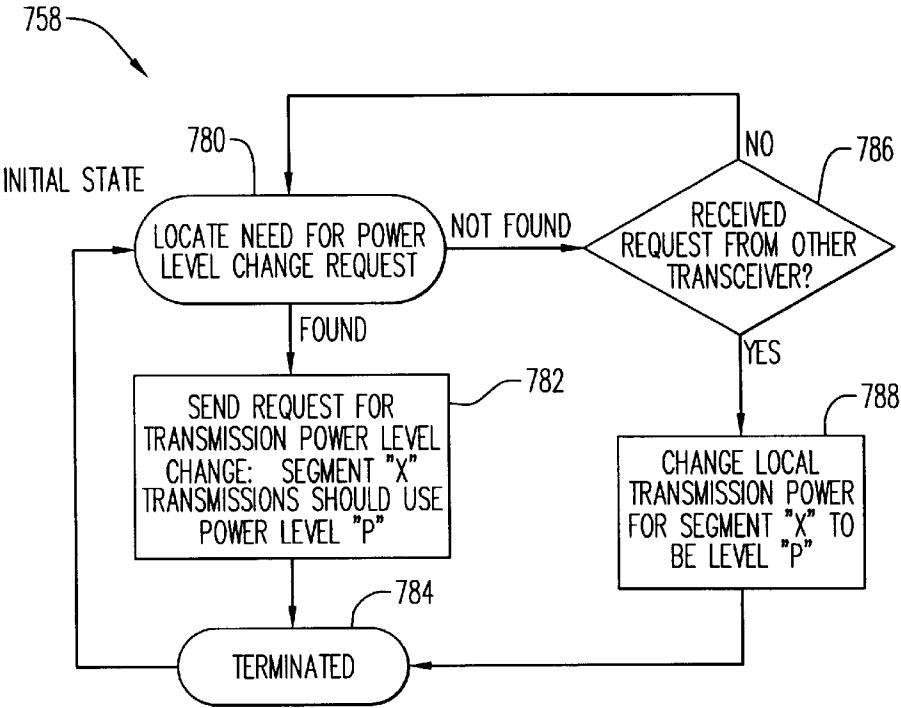 758
780
INITIAL STATE
NO
786
LOCATE NEED FOR POWER
LEVEL CHANGE REQUEST
NOT FOUND
RECEIVED
REQUEST FROM OTHER
TRANSCEIVER?
FOUND
YES
782
SEND REQUEST FOR
TRANSMISSION POWER LEVEL
CHANGE: SEGMENT "X"
TRANSMISSIONS SHOULD USE
POWER LEVEL "P"
788
CHANGE LOCAL
TRANSMISSION POWER
FOR SEGMENT "X" TO
BE LEVEL "P"
784
TERMINATED